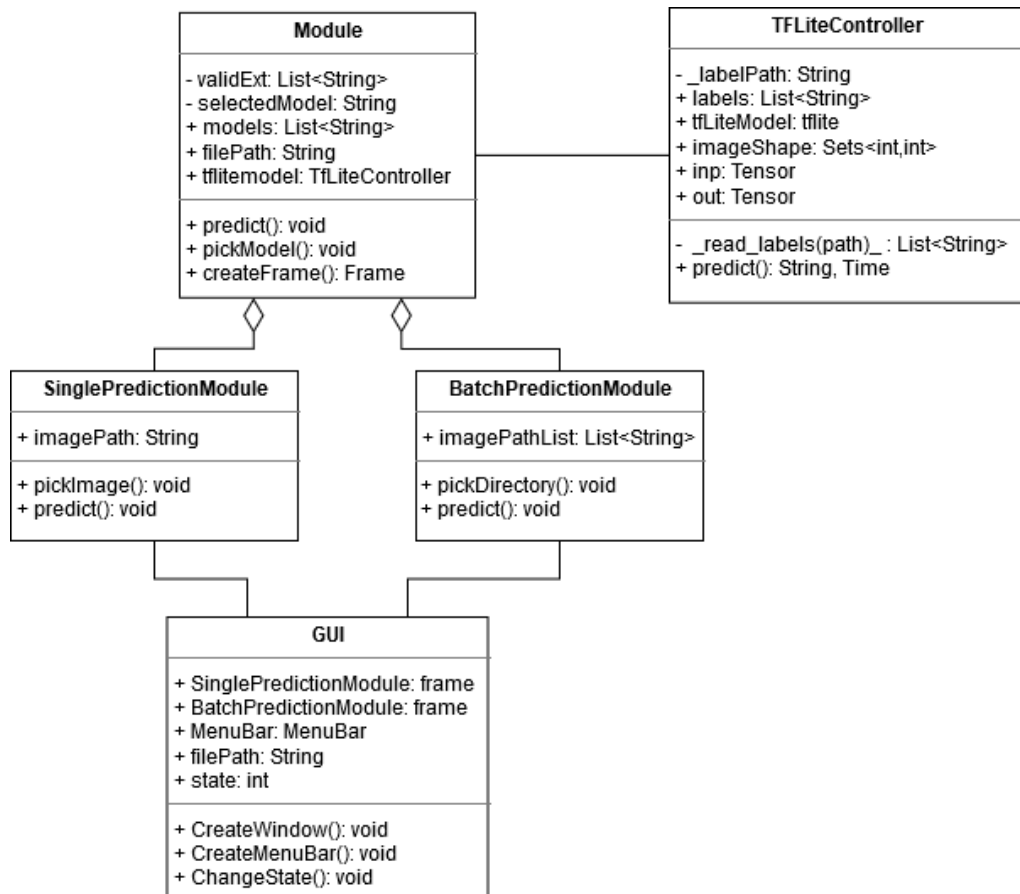 Module
- validExt: List<String>
- selectedModel: String
+ models: List<String>
+ filePath: String
+ tflitemodel: TfLiteController
+ predict(): void
+ pickModel(): void
+ createFrame(): Frame
TFLiteController
- _labelPath: String
+ labels: List<String>
+ tfLiteModel: tflite
+ imageShape: Sets<int,int>
+ inp: Tensor
+ out: Tensor
- _read_labels(path)_ : List<String>
+ predict(): String, Time
SinglePredictionModule
+ imagePath: String
+ pickImage(): void
+ predict(): void
BatchPredictionModule
+ imagePathList: List<String>
+ pickDirectory(): void
+ predict(): void
GUI
+ SinglePredictionModule: frame
+ BatchPredictionModule: frame
+ MenuBar: MenuBar
+ filePath: String
+ state: int
+ CreateWindow(): void
+ CreateMenuBar(): void
+ ChangeState(): void